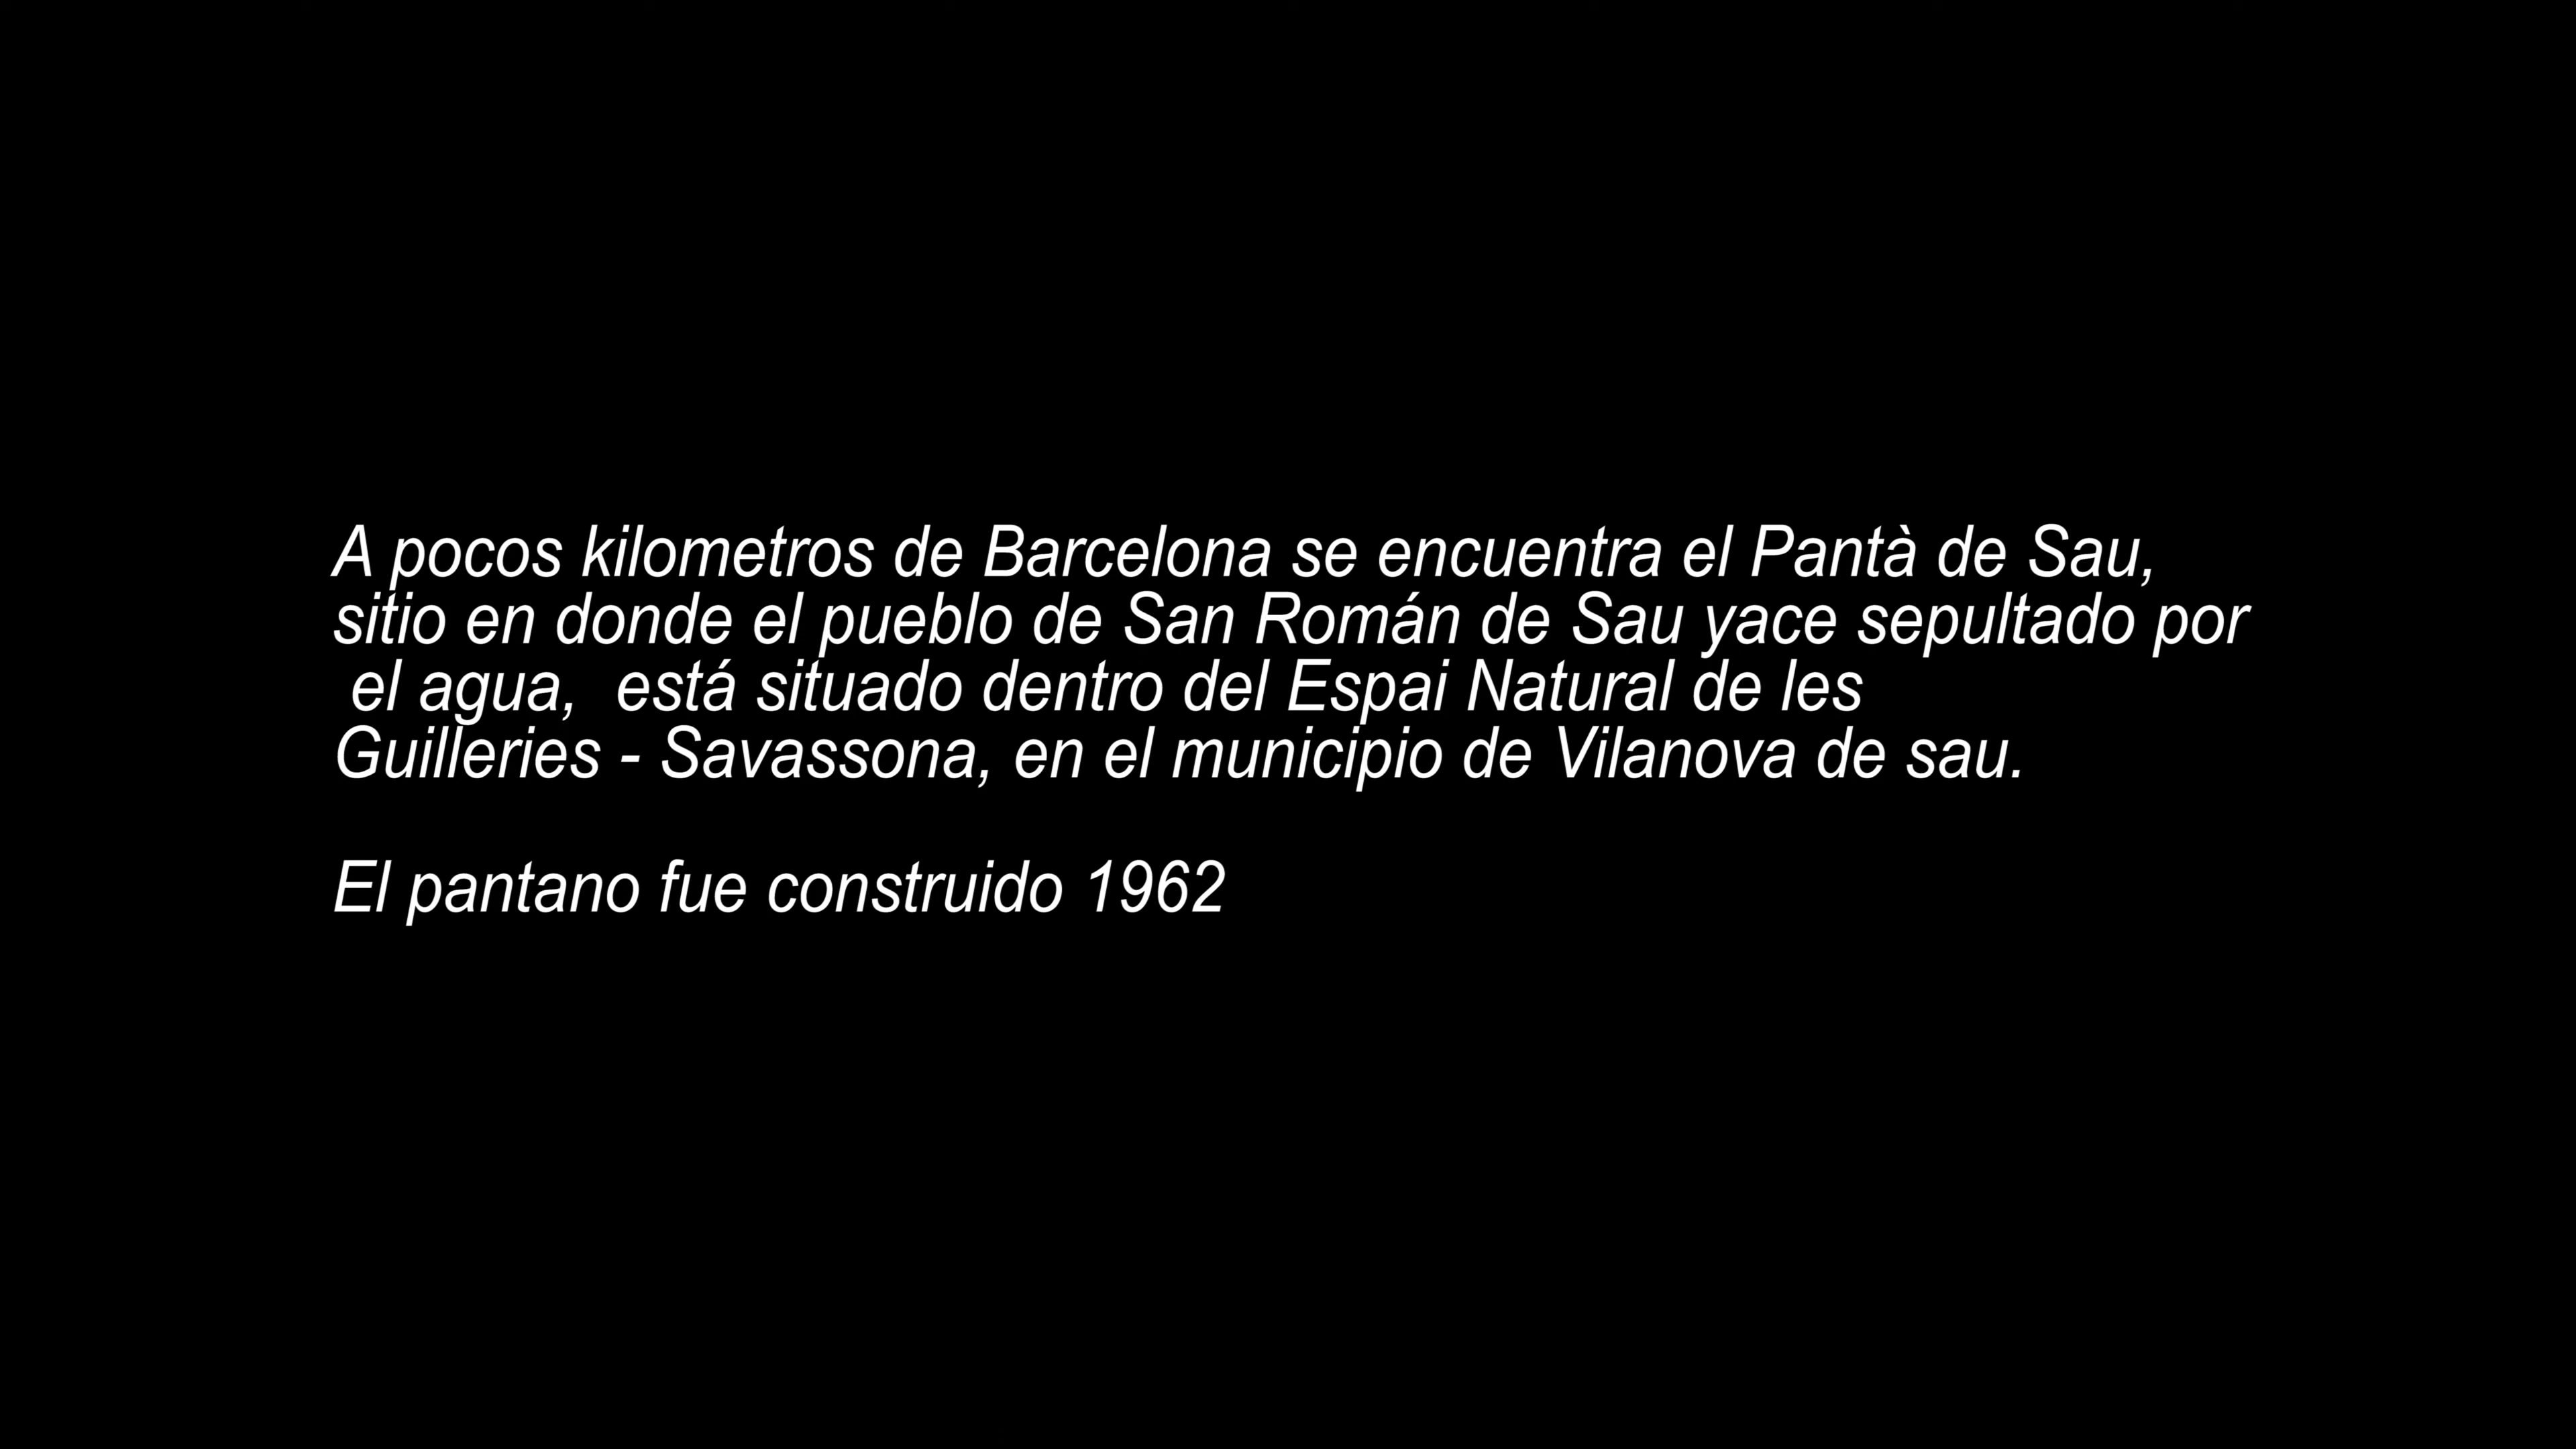 A pocos kilometros de Barcelona se encuentra el Pantà de Sau,
sitio en donde el pueblo de San Román de Sau yace sepultado por
el agua,  está situado dentro del Espai Natural de les
Guilleries - Savassona, en el municipio de Vilanova de sau.
El pantano fue construido 1962